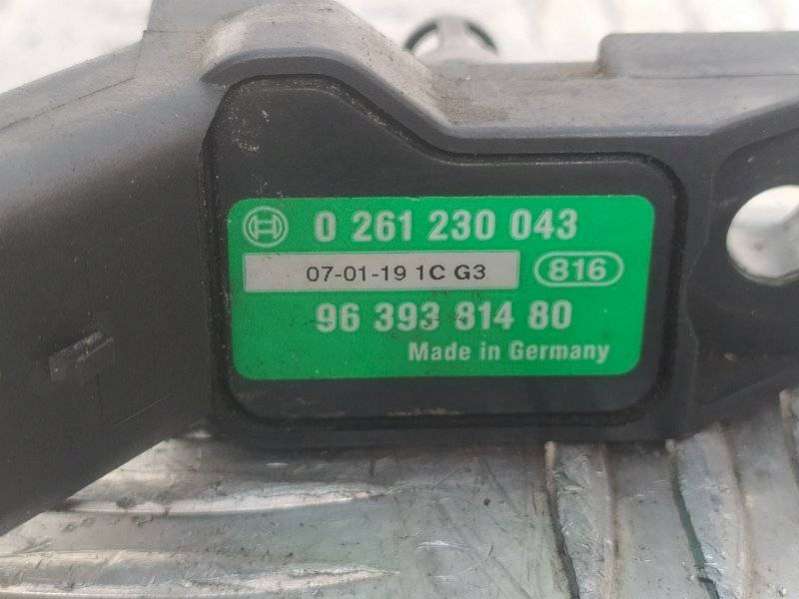 0 261 230 043
07-01-19 1C G3 816
96 393 814 80
Made in Germany